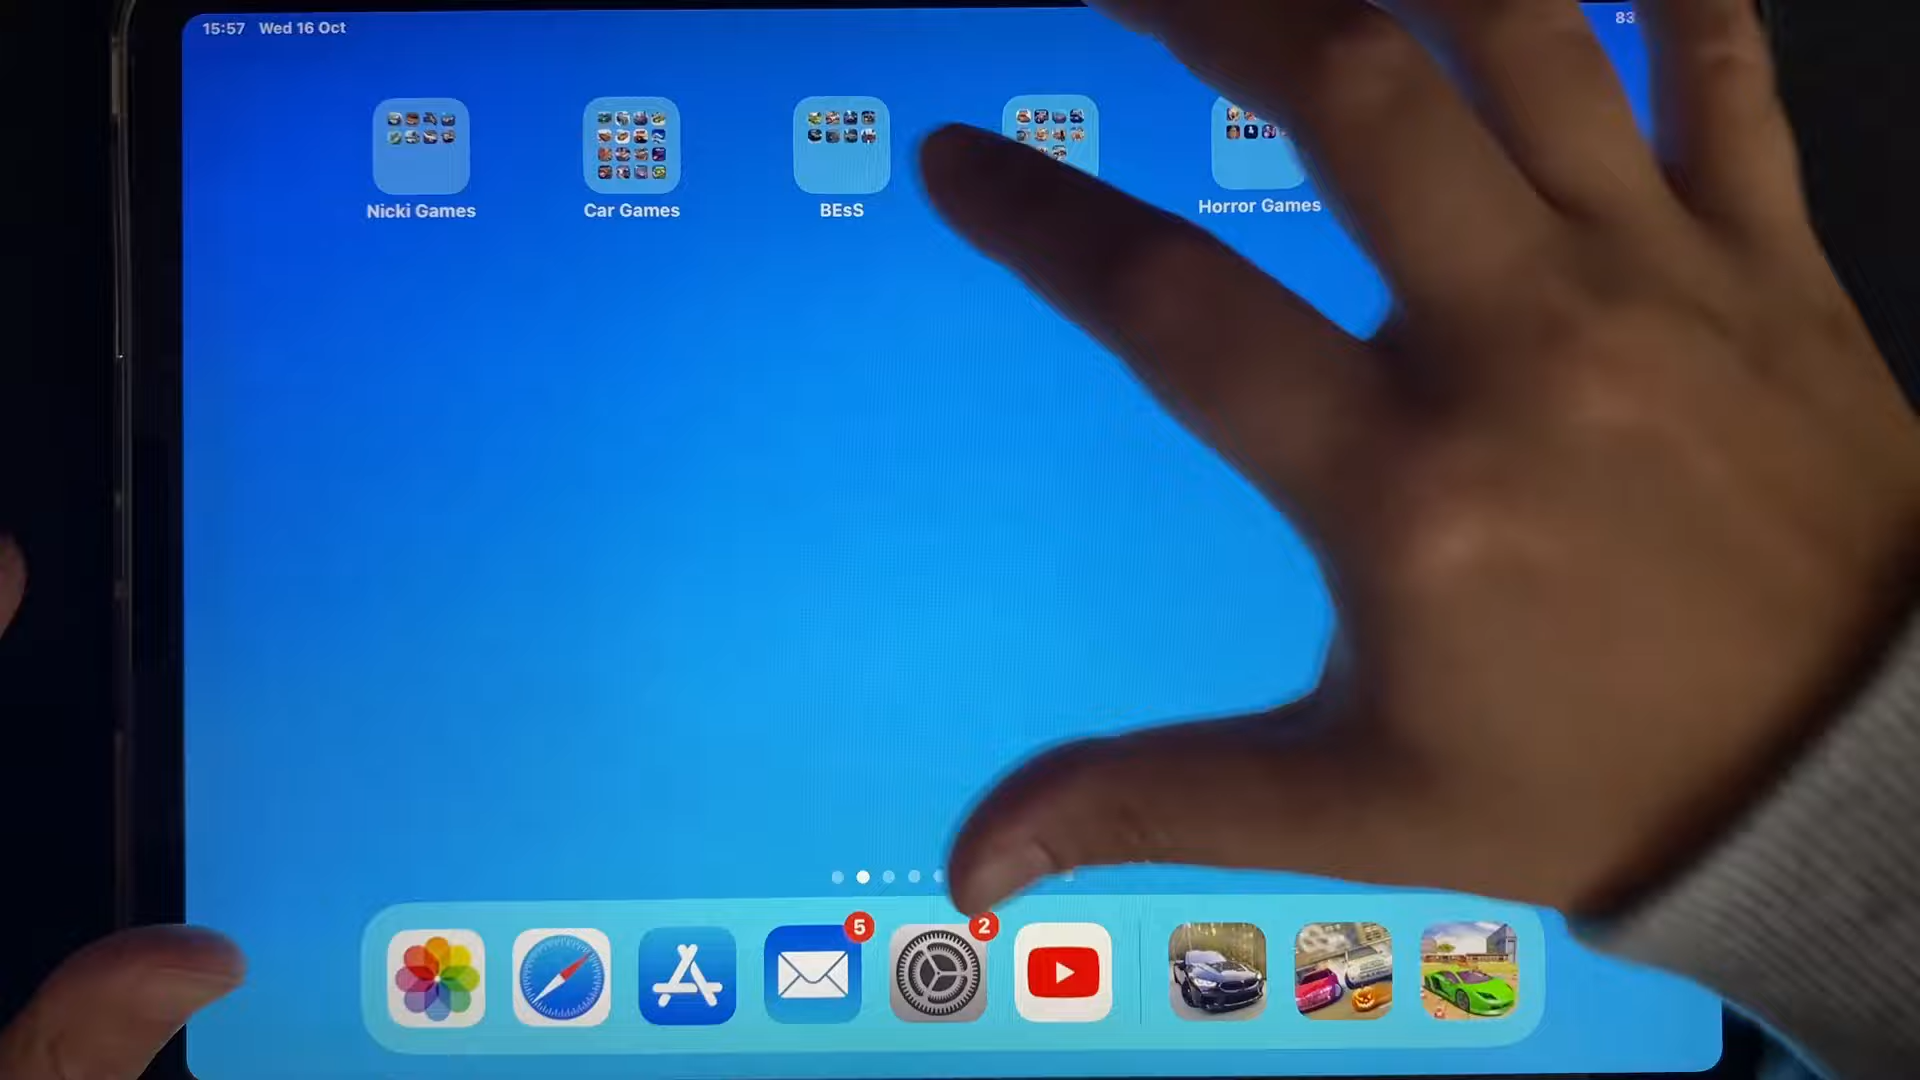 15:57 Wed 16 Oct
83
Nicki Games
Car Games
BEsS
Horror Games
5
2